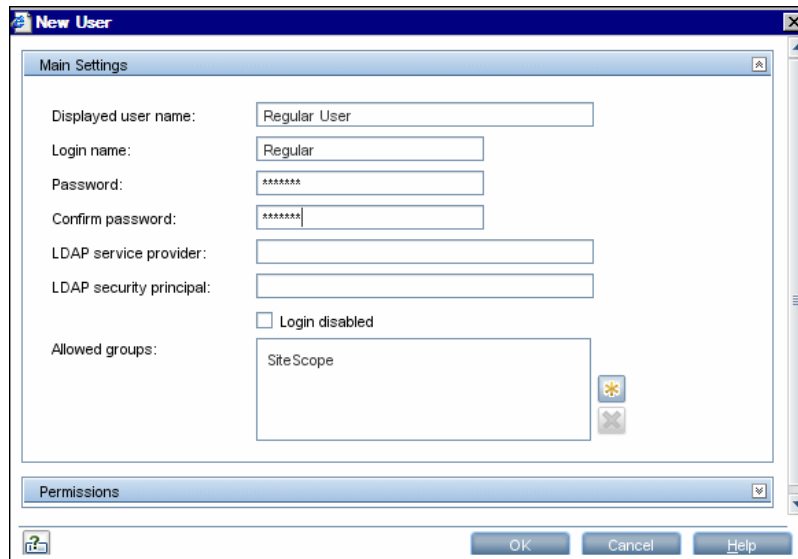 New User
Main Settings
Displayed user name: Regular User
Login name: Regular
Password: *******
Confirm password: *******
LDAP service provider:
LDAP security principal:
Login disabled
Allowed groups: SiteScope
Permissions
OK Cancel Help